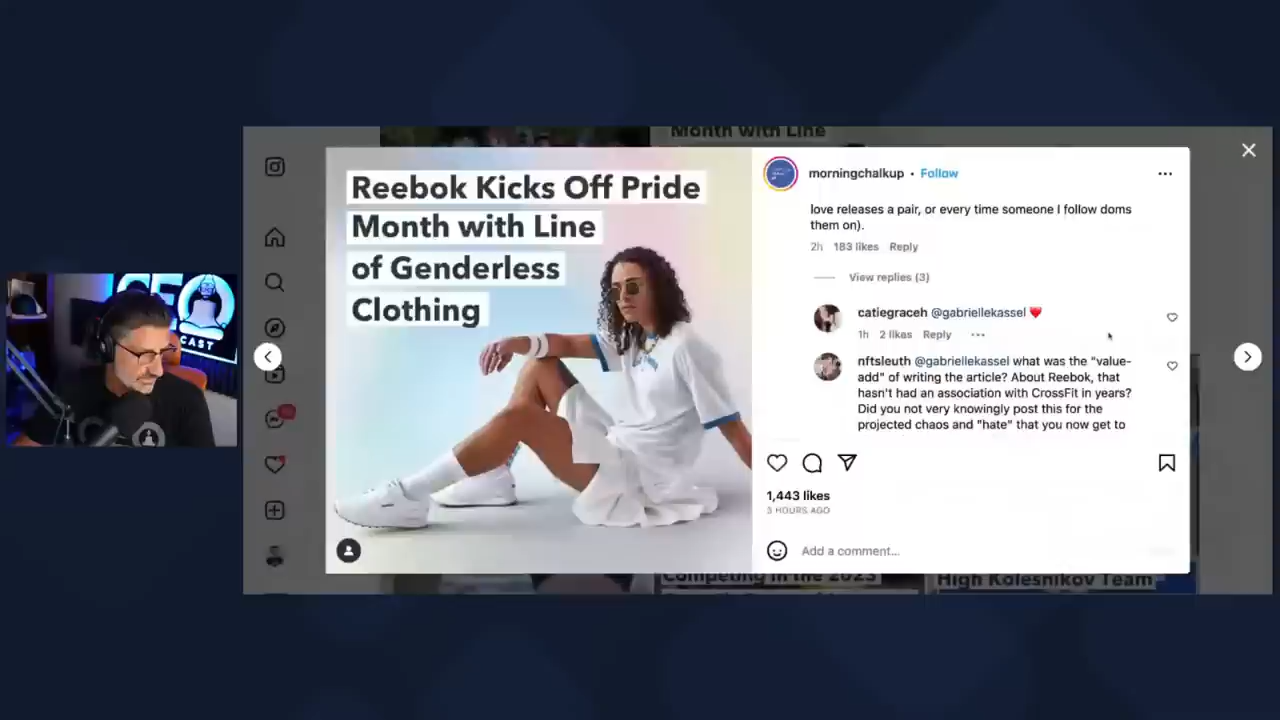 Month with Line
Reebok Kicks Off Pride
Month with Line
of Genderless
Clothing
morningchalkup • Follow
love releases a pair, or every time someone I follow doms
them on).
2h 183 likes Reply
View replies (3)
catiegraceh @gabriellekassel ❤️
1h 2 likes Reply
nftsleuth @gabriellekassel what was the "value-
add" of writing the article? About Reebok, that
hasn't had an association with CrossFit in years?
Did you not very knowingly post this for the
projected chaos and "hate" that you now get to
1,443 likes
3 HOURS AGO
Add a comment...
CAST
Competing in the 2023
High Kolesnikov Team